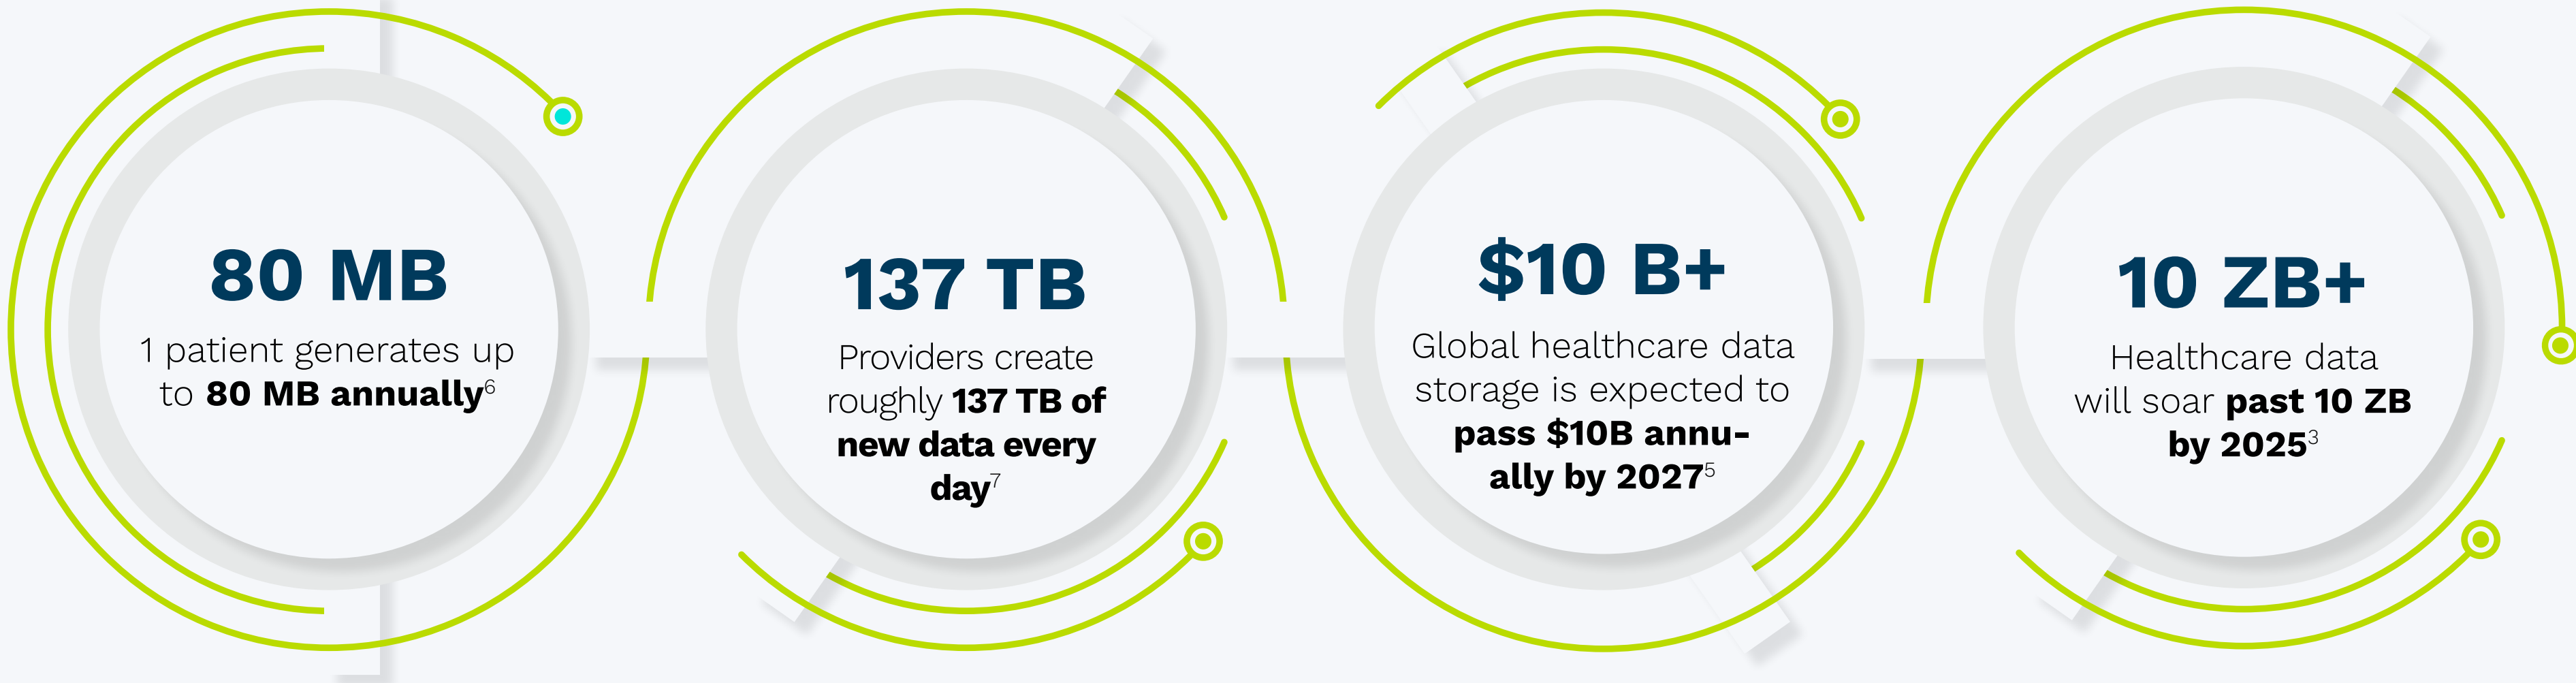 80 MB
1 patient generates up
to 80 MB annually⁶
137 TB
Providers create
roughly 137 TB of
new data every
day⁷
$10 B+
Global healthcare data
storage is expected to
pass $10B annu-
ally by 2027⁵
10 ZB+
Healthcare data
will soar past 10 ZB
by 2025³